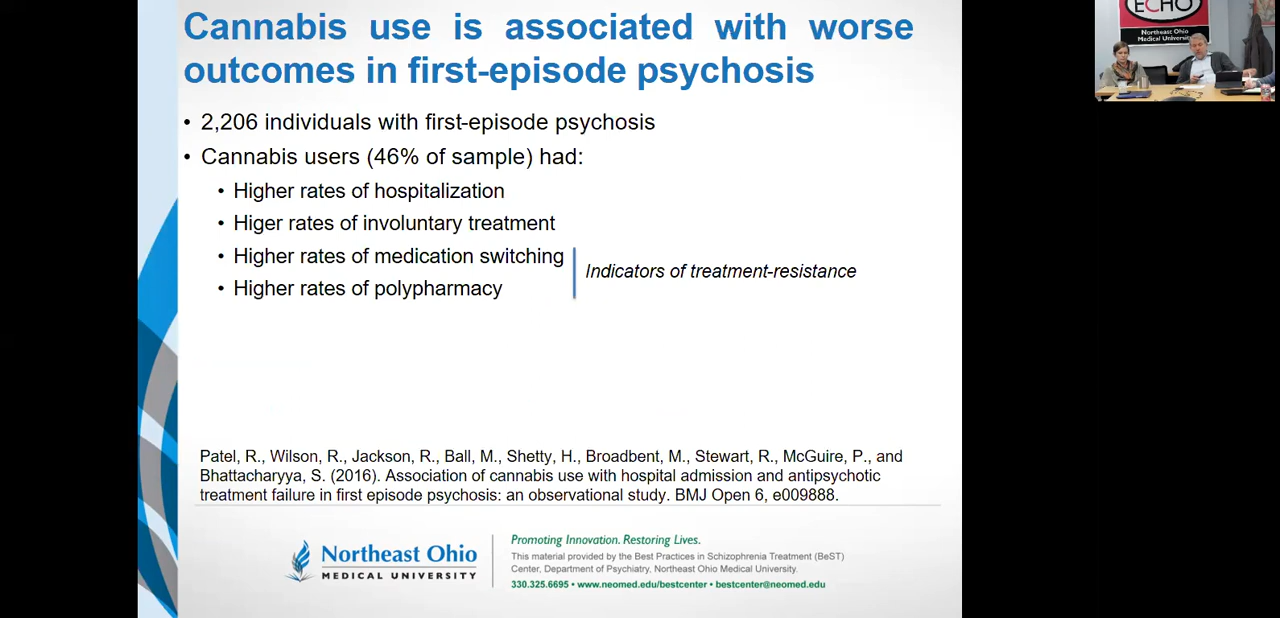 Cannabis use is associated with worse
outcomes in first-episode psychosis
• 2,206 individuals with first-episode psychosis
• Cannabis users (46% of sample) had:
• Higher rates of hospitalization
• Higer rates of involuntary treatment
• Higher rates of medication switching
• Higher rates of polypharmacy
Indicators of treatment-resistance
Patel, R., Wilson, R., Jackson, R., Ball, M., Shetty, H., Broadbent, M., Stewart, R., McGuire, P., and
Bhattacharyya, S. (2016). Association of cannabis use with hospital admission and antipsychotic
treatment failure in first episode psychosis: an observational study. BMJ Open 6, e009888.
Northeast Ohio
MEDICAL UNIVERSITY
Promoting Innovation. Restoring Lives.
This material provided by the Best Practices in Schizophrenia Treatment (BeST)
Center, Department of Psychiatry, Northeast Ohio Medical University.
330.325.6695 • www.neomed.edu/bestcenter • bestcenter@neomed.edu
ECHO
Northeast Ohio
Medical University